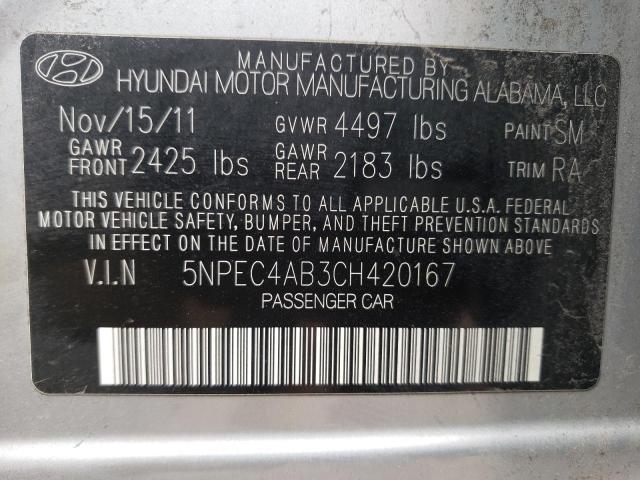 MANUFACTURED BY
HYUNDAI MOTOR MANUFACTURING ALABAMA, LLC
Nov/15/11 GVWR 4497 lbs PAINT SM
GAWR FRONT 2425 lbs GAWR REAR 2183 lbs TRIM RA
THIS VEHICLE CONFORMS TO ALL APPLICABLE U.S.A. FEDERAL
MOTOR VEHICLE SAFETY, BUMPER, AND THEFT PREVENTION STANDARDS
IN EFFECT ON THE DATE OF MANUFACTURE SHOWN ABOVE
V.I.N 5NPEC4AB3CH420167
PASSENGER CAR